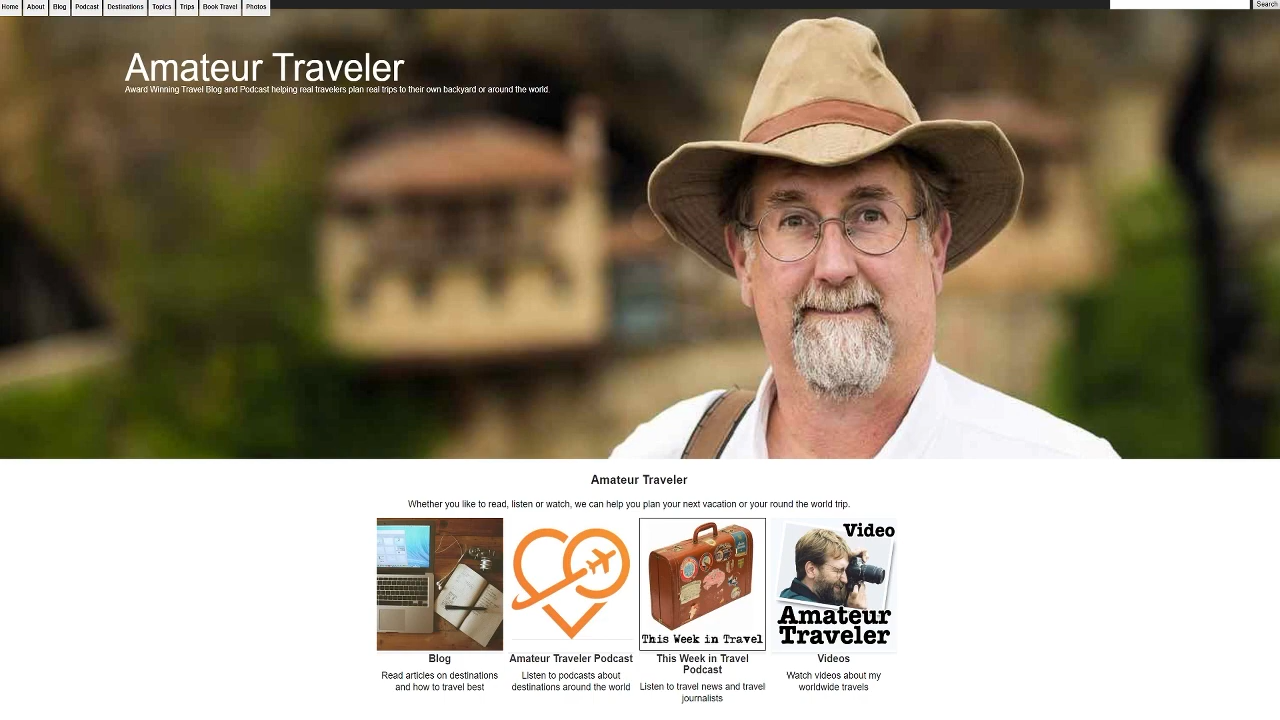 Home About Blog Podcast Destinations Topics Trips Book Travel Photos Search
Amateur Traveler
Award Winning Travel Blog and Podcast helping real travelers plan real trips to their own backyard or around the world.
Amateur Traveler
Whether you like to read, listen or watch, we can help you plan your next vacation or your round the world trip.
This Week in Travel
Video
Amateur
Traveler
Blog
Read articles on destinations
and how to travel best
Amateur Traveler Podcast
Listen to podcasts about
destinations around the world
This Week in Travel
Podcast
Listen to travel news and travel
journalists
Videos
Watch videos about my
worldwide travels